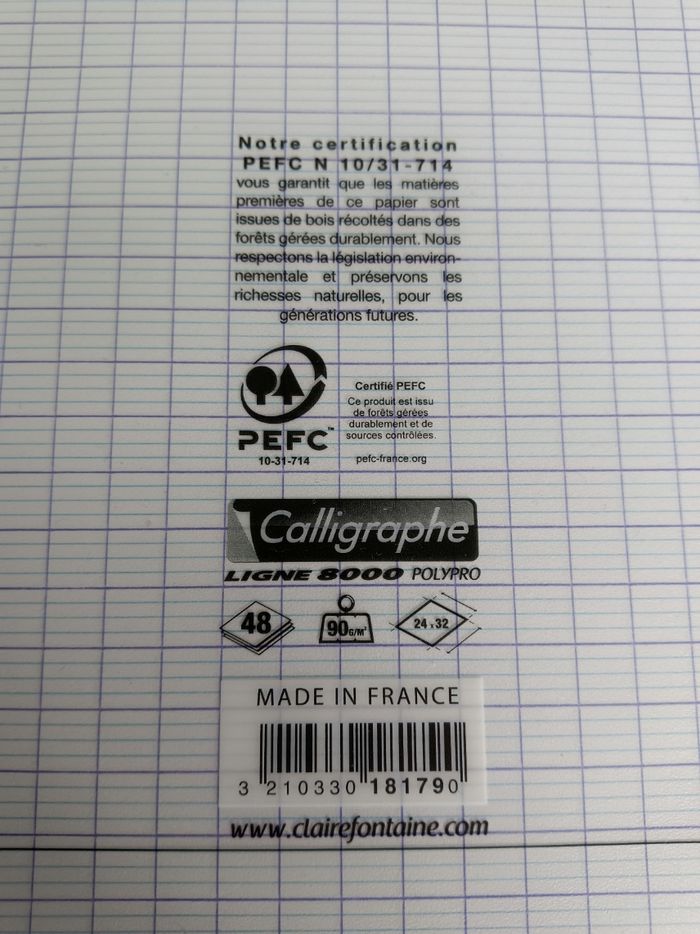 Notre certification
PEFC N 10/31-714
vous garantit que les matières
premières de ce papier sont
issues de bois récoltés dans des
forêts gérées durablement. Nous
respectons la législation environ-
nementale et préservons les
richesses naturelles, pour les
générations futures.
PEFC™
10-31-714
Certifié PEFC
Ce produit est issu
de forêts gérées
durablement et de
sources contrôlées.
pefc-france.org
Calligraphe
LIGNE 8000 POLYPRO
48
90G/M²
24 x 32
MADE IN FRANCE
3 210330 181790
www.clairefontaine.com